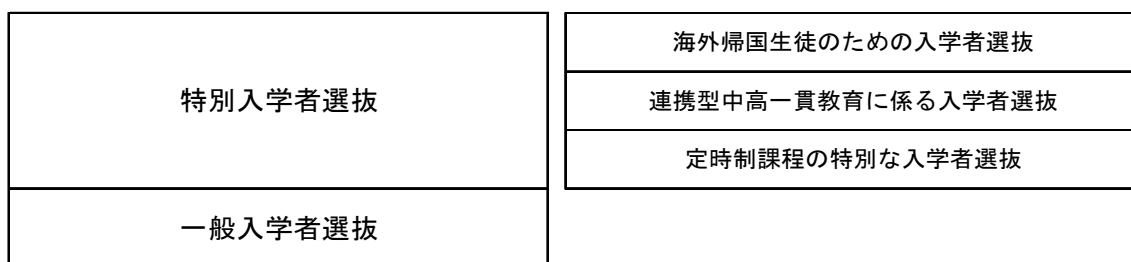 特別入学者選抜
海外帰国生徒のための入学者選抜
連携型中高一貫教育に係る入学者選抜
定時制課程の特別な入学者選抜
一般入学者選抜